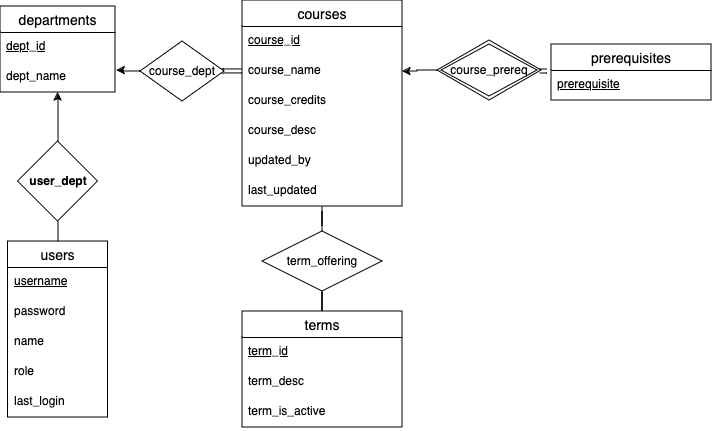 departments
dept_id
dept_name
course_dept
courses
course_id
course_name
course_credits
course_desc
updated_by
last_updated
course_prereq
prerequisites
prerequisite
user_dept
users
username
password
name
role
last_login
term_offering
terms
term_id
term_desc
term_is_active